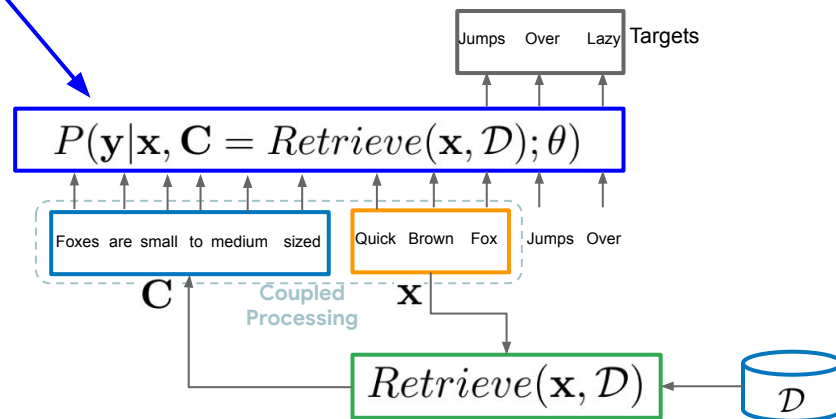 Jumps Over Lazy Targets
P(y|x, C = Retrieve(x, 𝒟); θ)
Foxes are small to medium sized Quick Brown Fox Jumps Over
C Coupled x
Processing
Retrieve(x, 𝒟)
𝒟